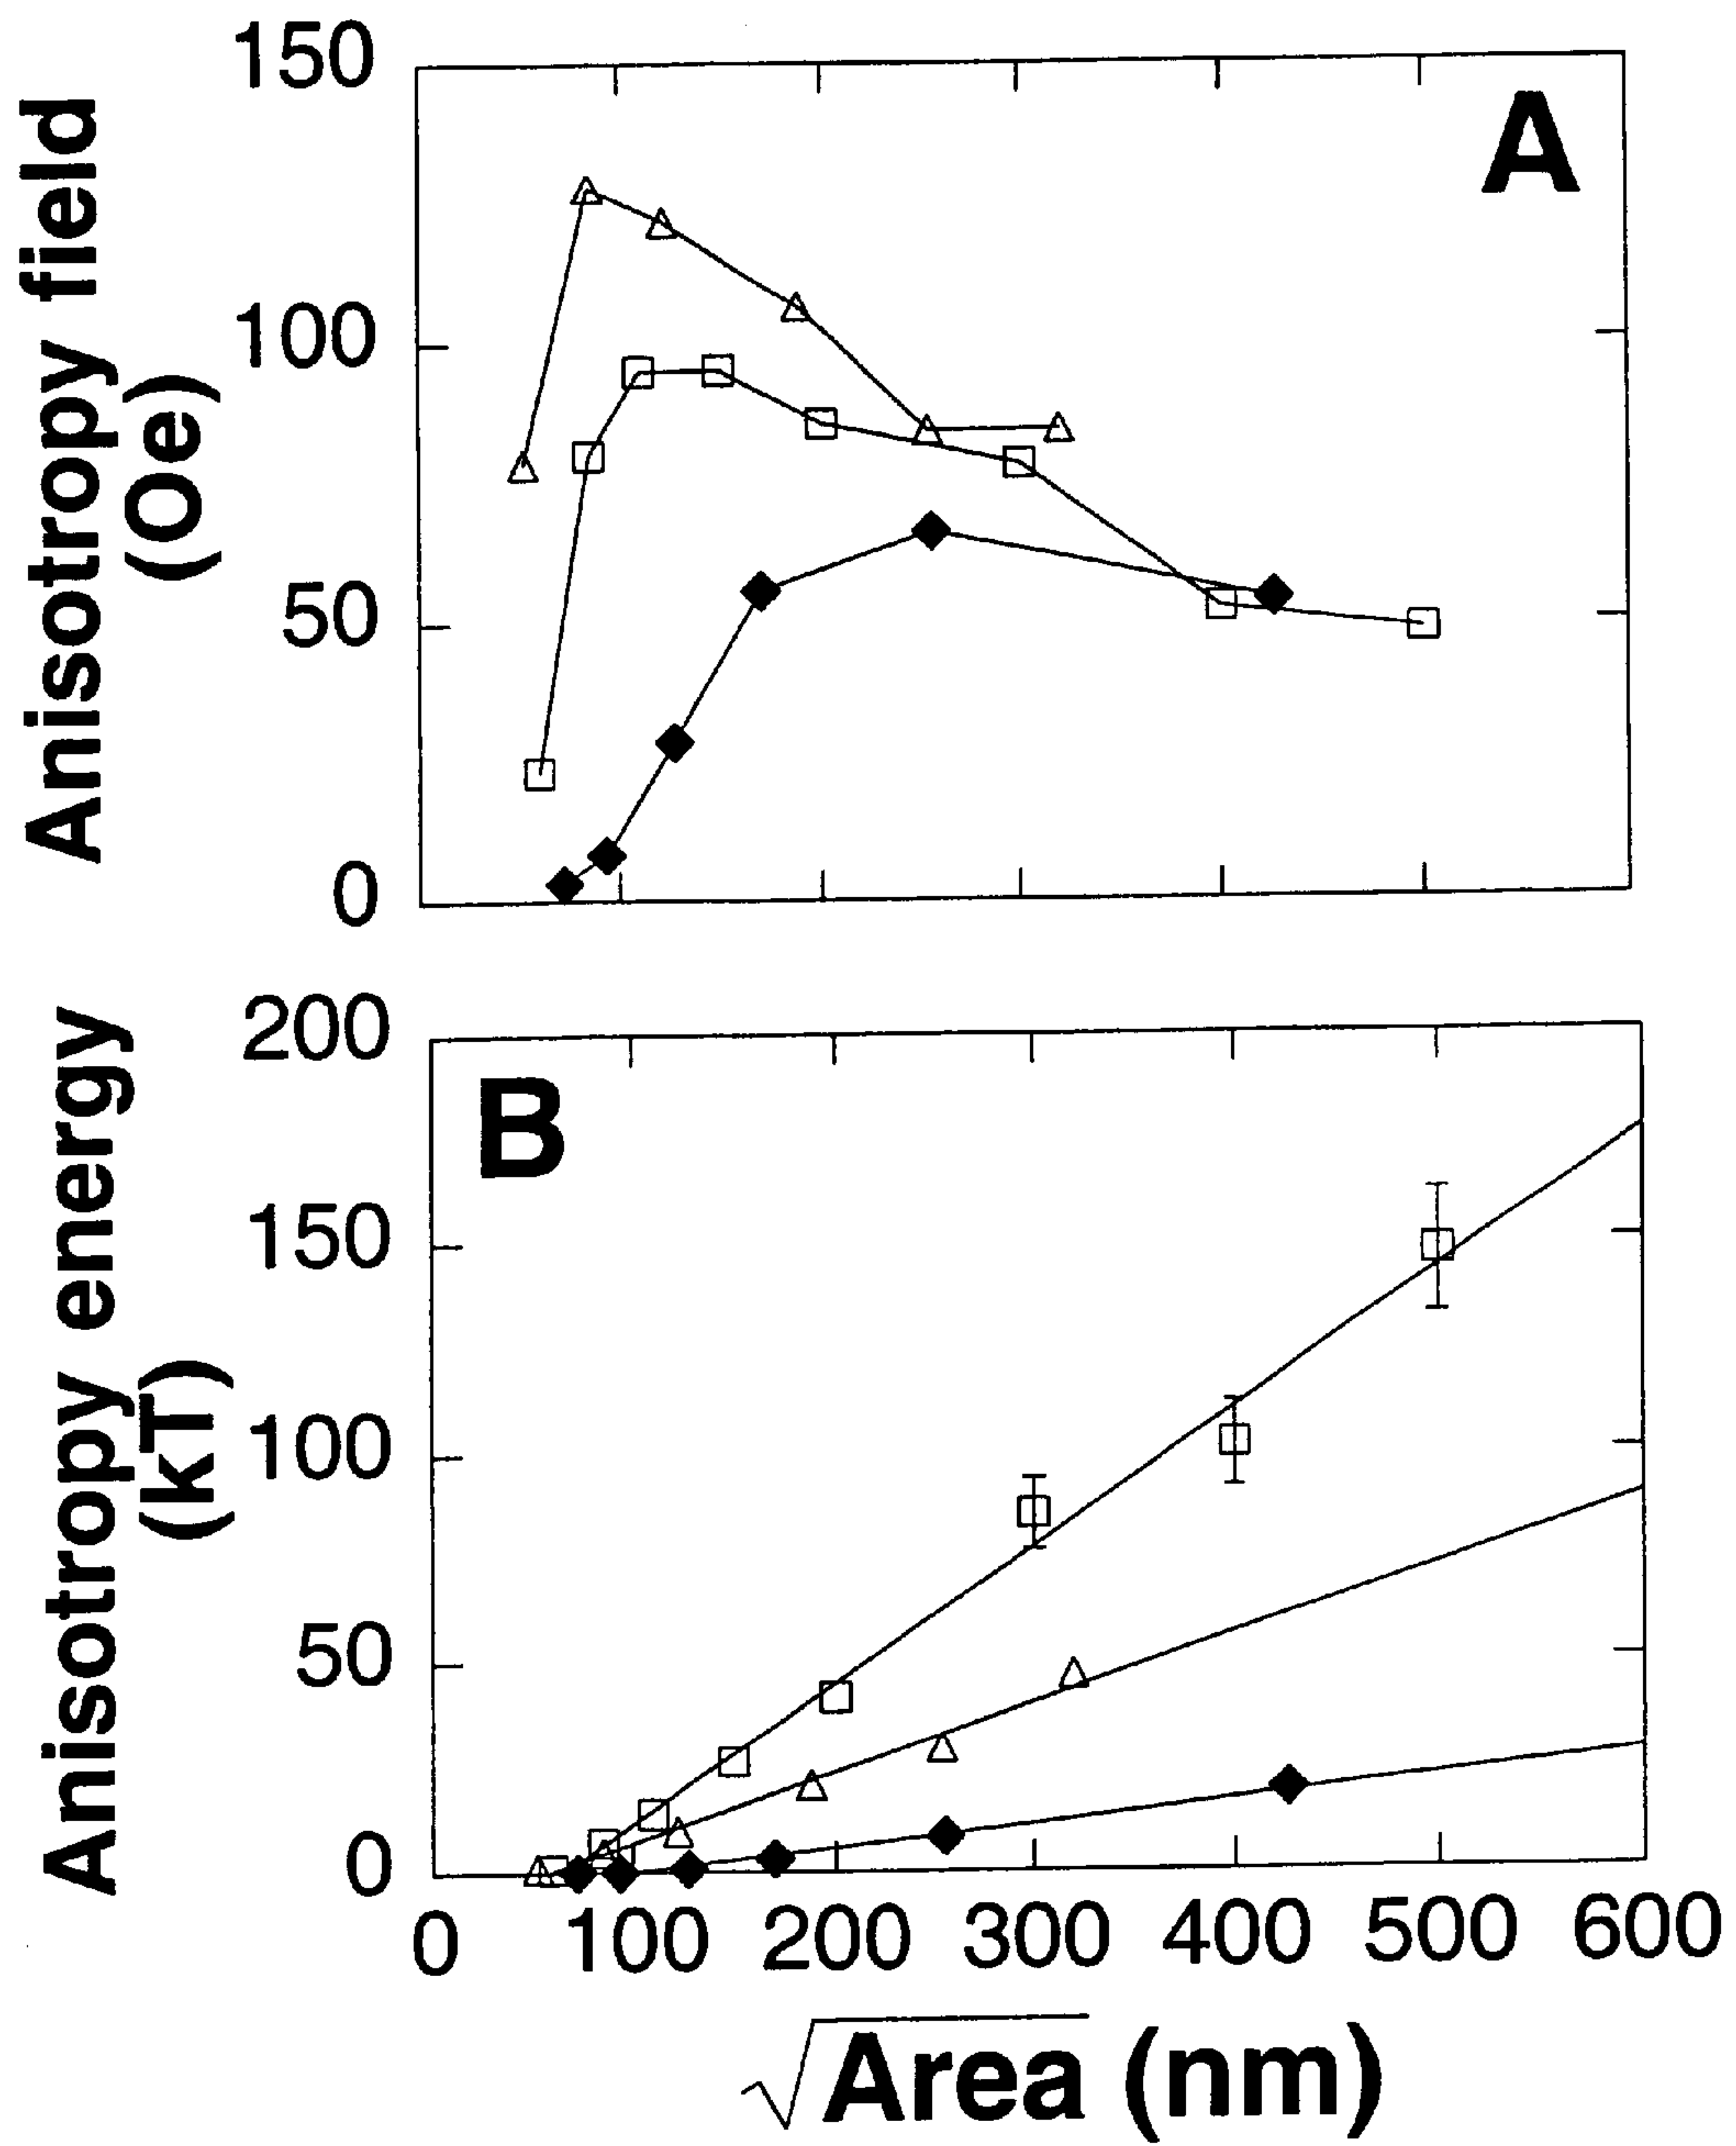 150
A
100
50
0
Anisotropy field
(Oe)
200
B
150
100
50
0
Anisotropy energy
(kT)
0 100 200 300 400 500 600
√Area (nm)